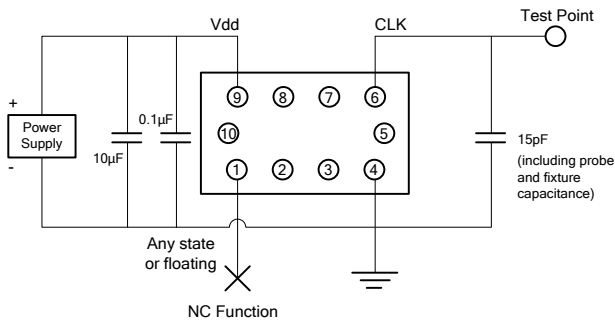 Vdd
CLK
Test Point
+
Power
Supply
-
10µF
0.1µF
9
8
7
6
10
5
1
2
3
4
15pF
(including probe
and fixture
capacitance)
Any state
or floating
NC Function